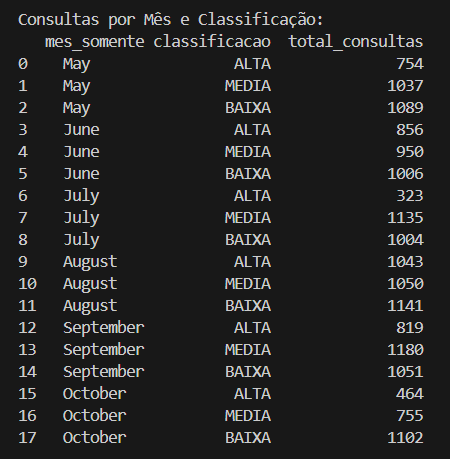 Consultas por Mês e Classificação:
mes_somente classificacao total_consultas
0 May ALTA 754
1 May MEDIA 1037
2 May BAIXA 1089
3 June ALTA 856
4 June MEDIA 950
5 June BAIXA 1006
6 July ALTA 323
7 July MEDIA 1135
8 July BAIXA 1004
9 August ALTA 1043
10 August MEDIA 1050
11 August BAIXA 1141
12 September ALTA 819
13 September MEDIA 1180
14 September BAIXA 1051
15 October ALTA 464
16 October MEDIA 755
17 October BAIXA 1102